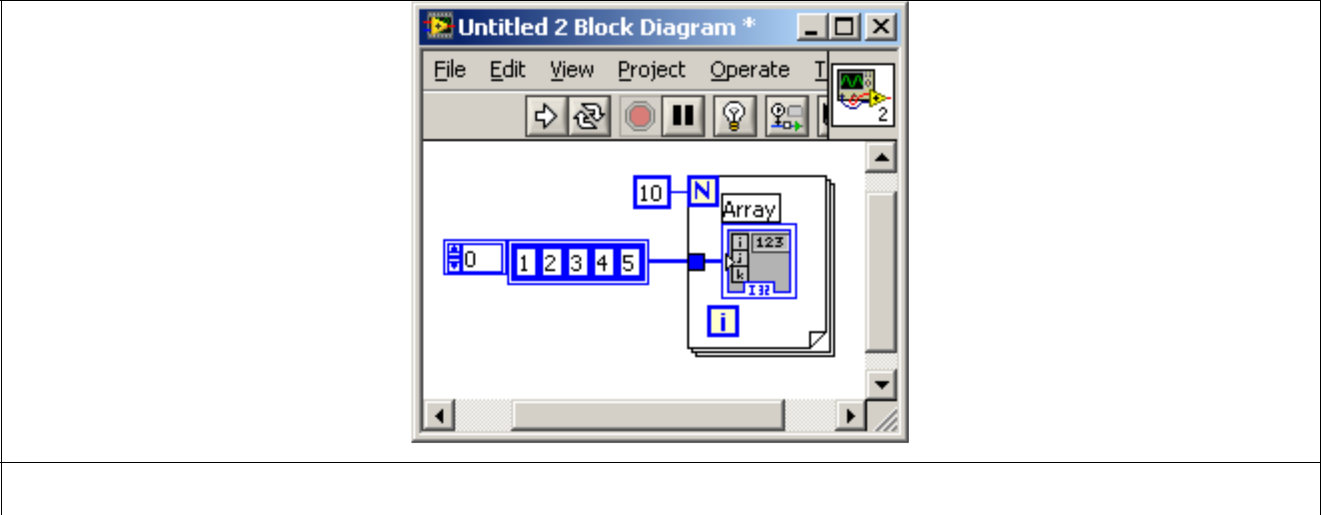 Untitled 2 Block Diagram *
File Edit View Project Operate T
2
10 N
Array
0 1 2 3 4 5
i 123
j
k
I32
i